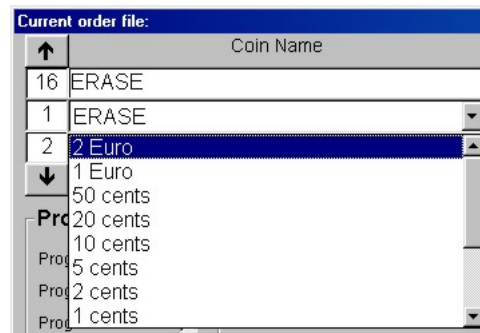 Current order file:
Coin Name
16 ERASE
1 ERASE
2 2 Euro
1 Euro
50 cents
20 cents
10 cents
5 cents
2 cents
1 cents